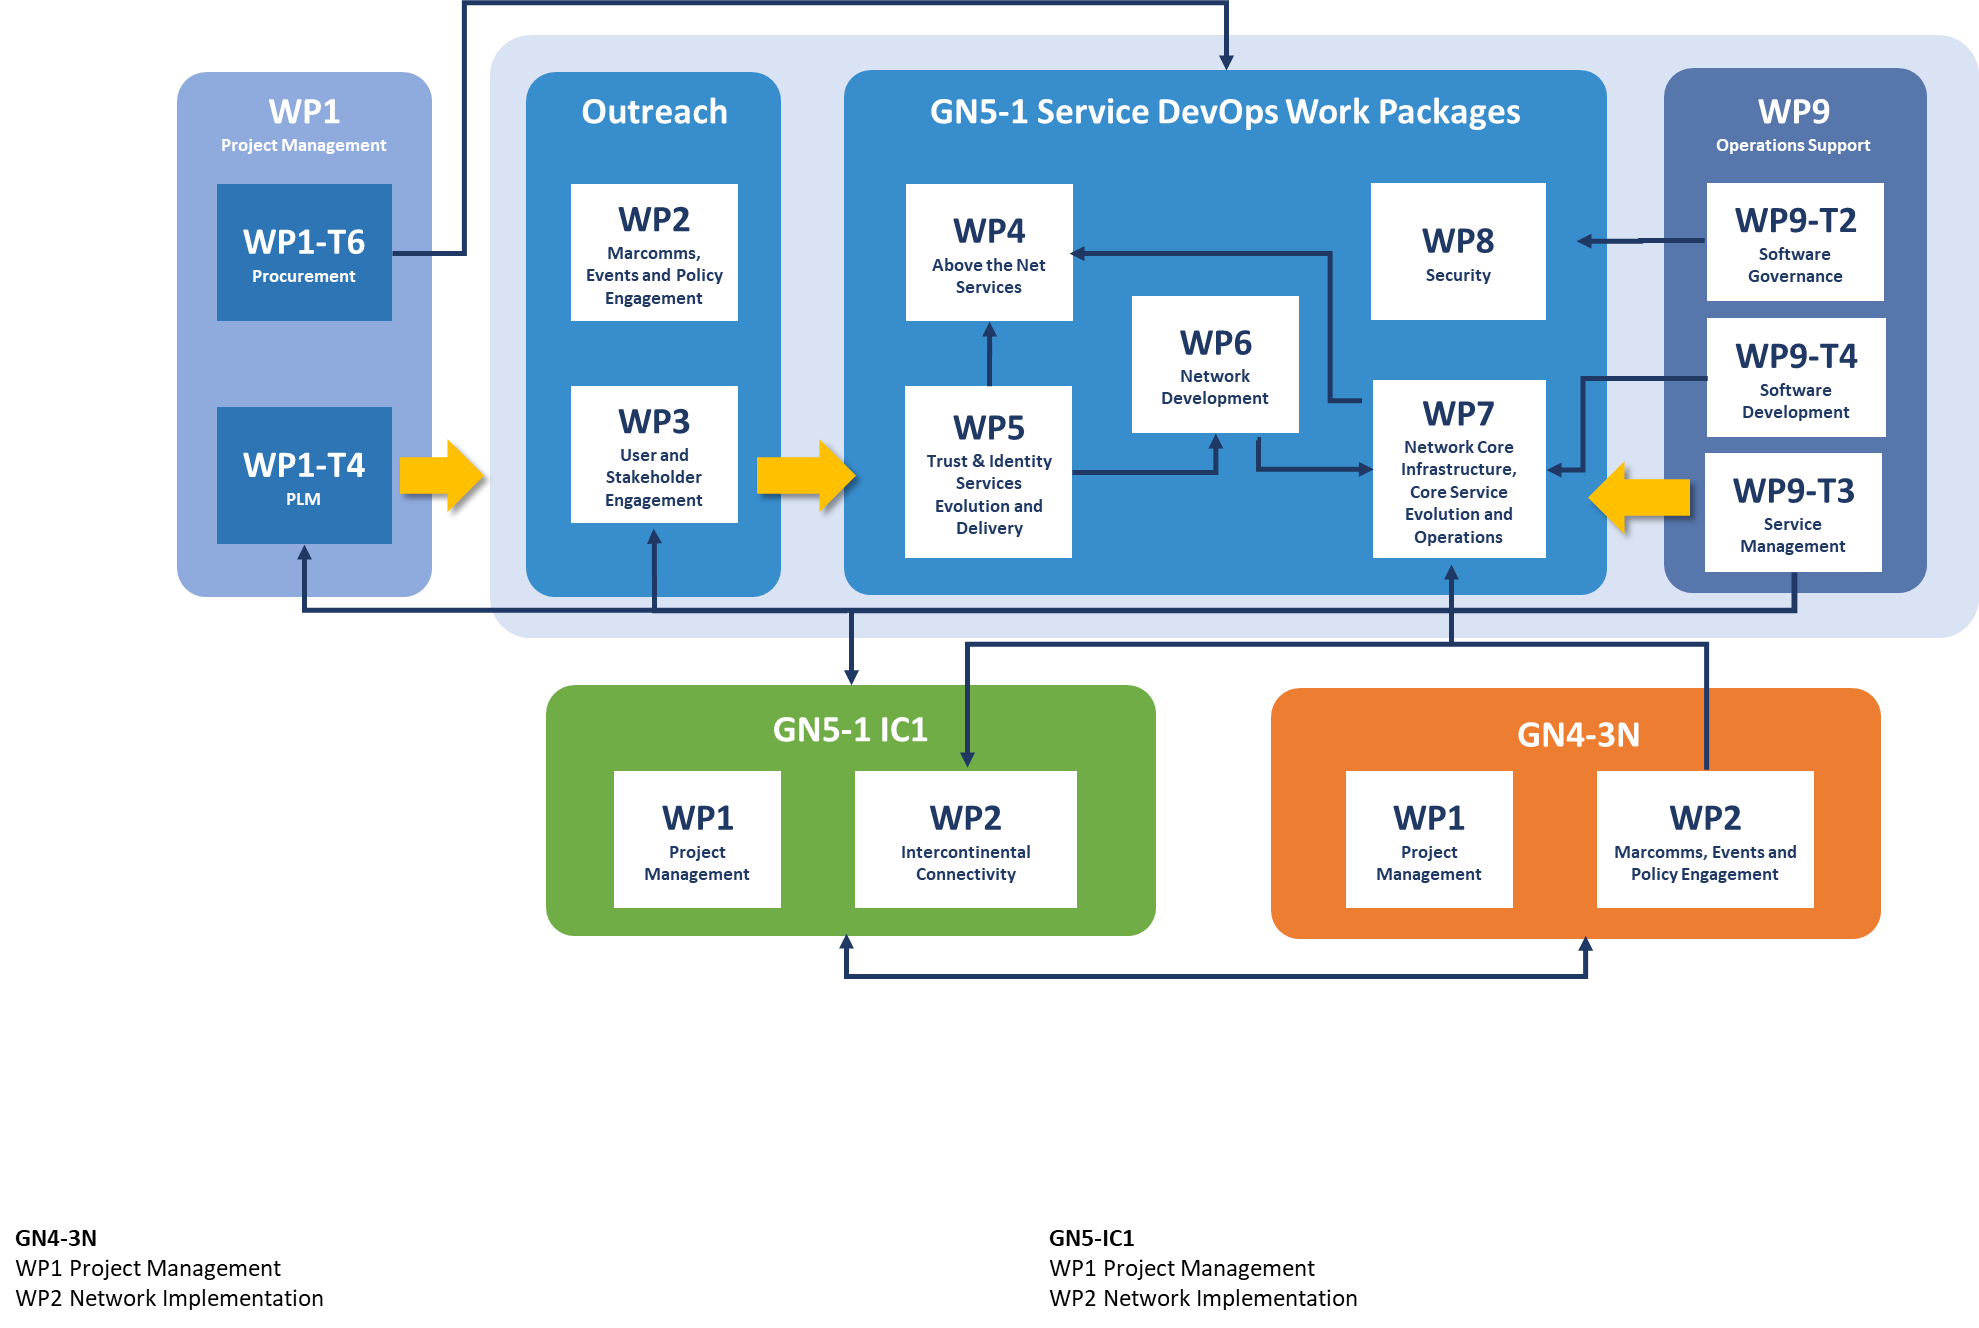 WP1
Project Management
WP1-T6
Procurement
WP1-T4
PLM
Outreach
WP2
Marcomms,
Events and Policy
Engagement
WP3
User and
Stakeholder
Engagement
GN5-1 Service DevOps Work Packages
WP4
Above the Net
Services
WP5
Trust & Identity
Services
Evolution and
Delivery
WP6
Network
Development
WP8
Security
WP7
Network Core
Infrastructure,
Core Service
Evolution and
Operations
WP9
Operations Support
WP9-T2
Software
Governance
WP9-T4
Software
Development
WP9-T3
Service
Management
GN5-1 IC1
WP1
Project
Management
WP2
Intercontinental
Connectivity
GN4-3N
WP1
Project
Management
WP2
Marcomms, Events and
Policy Engagement
GN4-3N
WP1 Project Management
WP2 Network Implementation
GN5-IC1
WP1 Project Management
WP2 Network Implementation